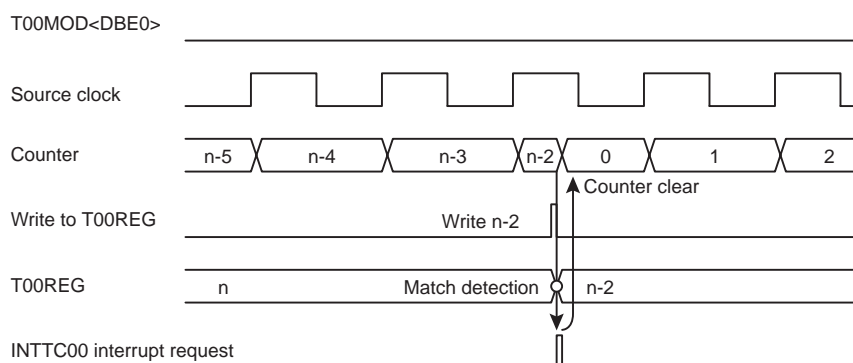 T00MOD<DBE0>
Source clock
Counter n-5 n-4 n-3 n-2 0 1 2
Counter clear
Write to T00REG Write n-2
T00REG n Match detection n-2
INTTC00 interrupt request